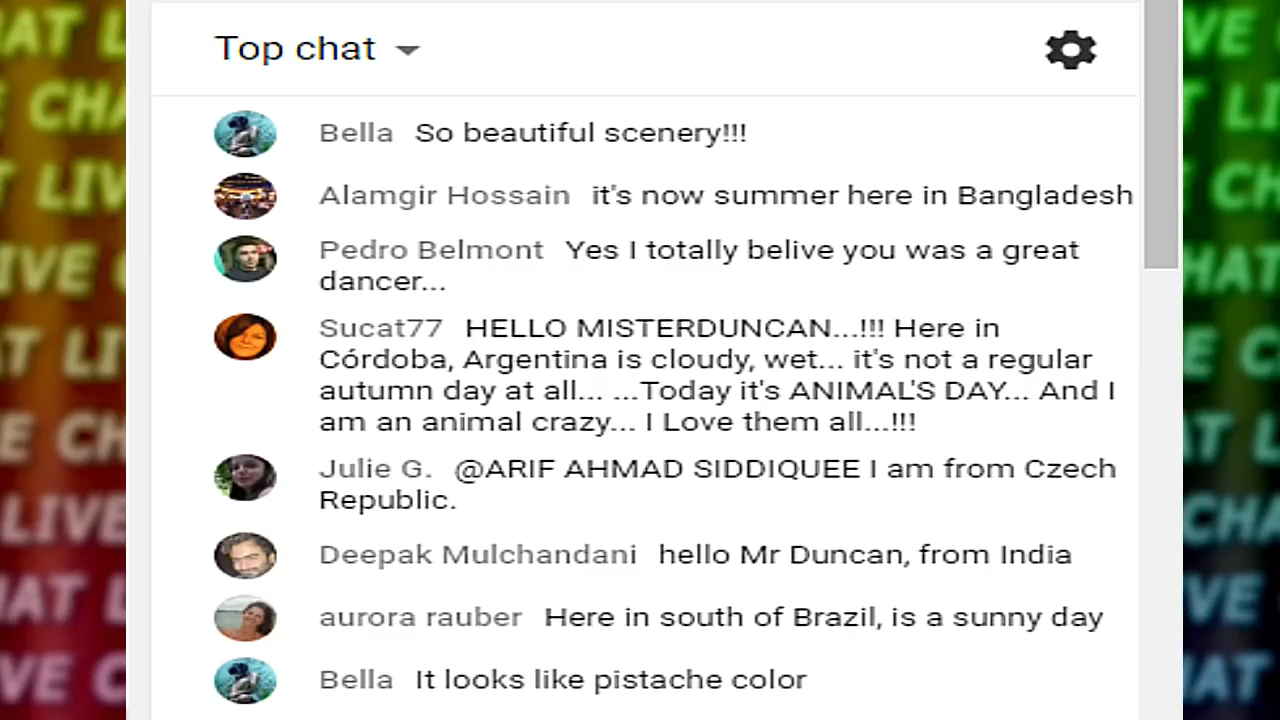 Top chat
Bella So beautiful scenery!!!
Alamgir Hossain it's now summer here in Bangladesh
Pedro Belmont Yes I totally belive you was a great
dancer...
Sucat77 HELLO MISTERDUNCAN...!!! Here in
Córdoba, Argentina is cloudy, wet... it's not a regular
autumn day at all... ...Today it's ANIMAL'S DAY... And I
am an animal crazy... I Love them all...!!!
Julie G. @ARIF AHMAD SIDDIQUEE I am from Czech
Republic.
Deepak Mulchandani hello Mr Duncan, from India
aurora rauber Here in south of Brazil, is a sunny day
Bella It looks like pistache color